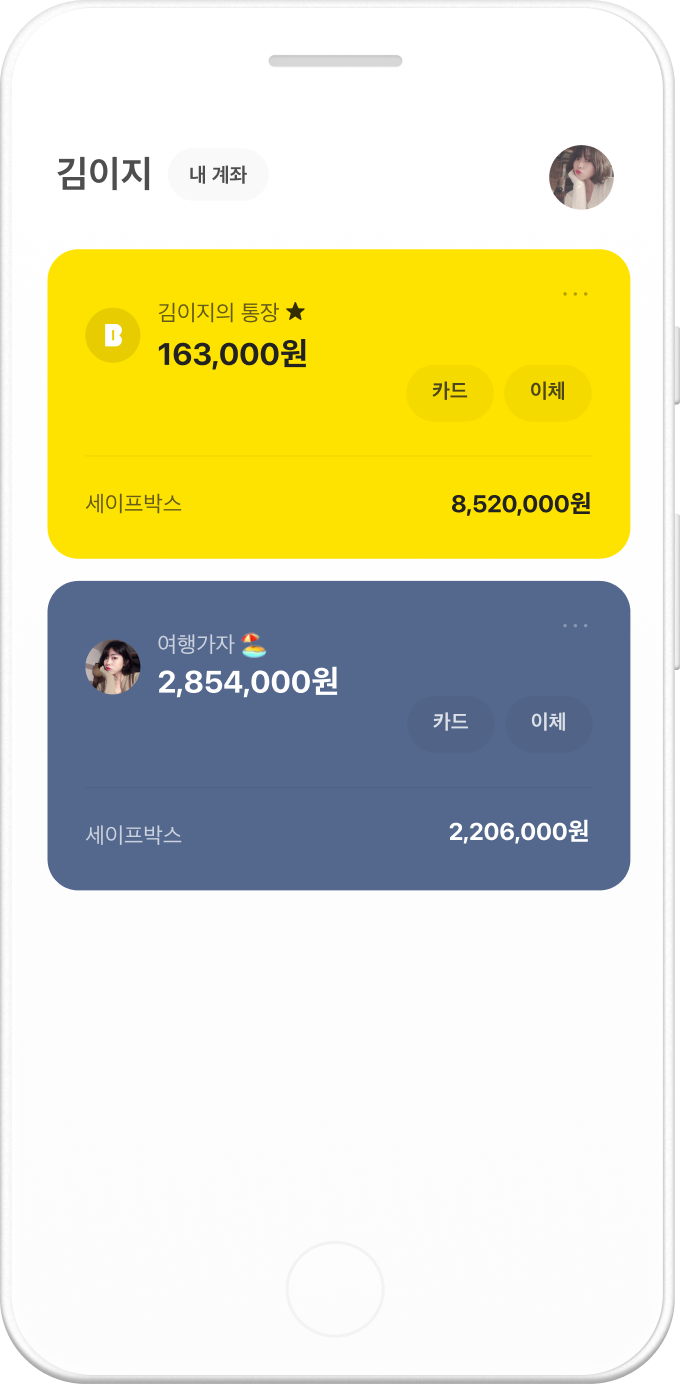 김이지 내 계좌
B
김이지의 통장 ★
163,000원
카드 이체
세이프박스 8,520,000원
여행가자 🏖️
2,854,000원
카드 이체
세이프박스 2,206,000원